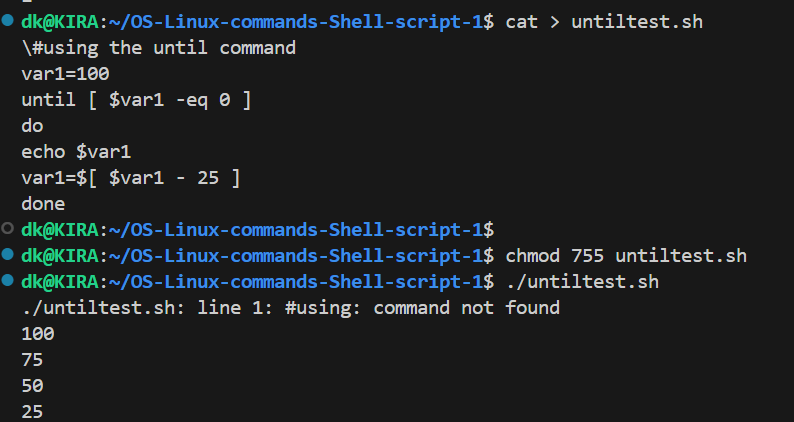 dk@KIRA:~/OS-Linux-commands-Shell-script-1$ cat > untiltest.sh
\#using the until command
var1=100
until [ $var1 -eq 0 ]
do
echo $var1
var1=$[ $var1 - 25 ]
done
dk@KIRA:~/OS-Linux-commands-Shell-script-1$
dk@KIRA:~/OS-Linux-commands-Shell-script-1$ chmod 755 untiltest.sh
dk@KIRA:~/OS-Linux-commands-Shell-script-1$ ./untiltest.sh
./untiltest.sh: line 1: #using: command not found
100
75
50
25